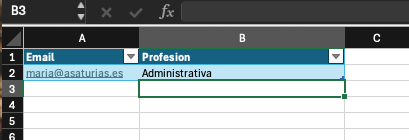 B3 fx
A B C
1 Email Profesion
2 maria@asaturias.es Administrativa
3
4
5
6